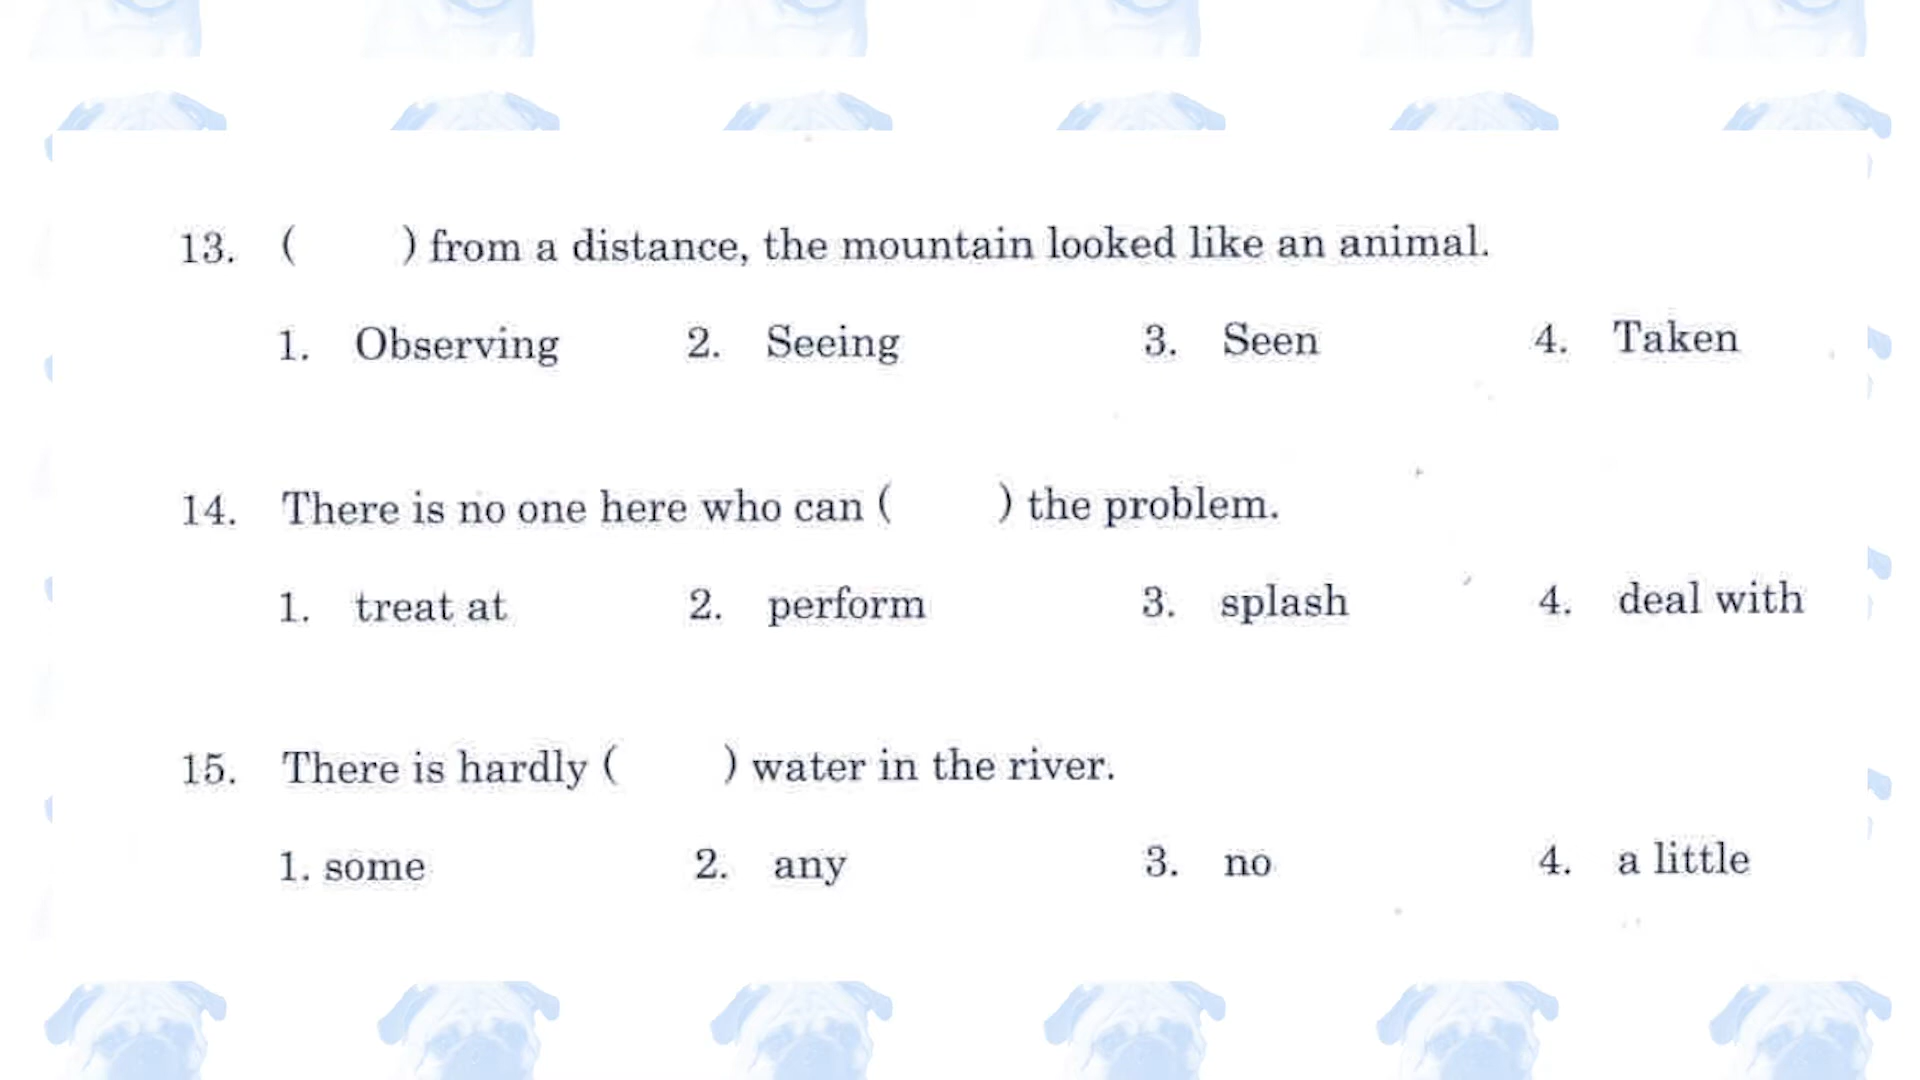 13. ( ) from a distance, the mountain looked like an animal.
1. Observing 2. Seeing 3. Seen 4. Taken
14. There is no one here who can ( ) the problem.
1. treat at 2. perform 3. splash 4. deal with
15. There is hardly ( ) water in the river.
1. some 2. any 3. no 4. a little